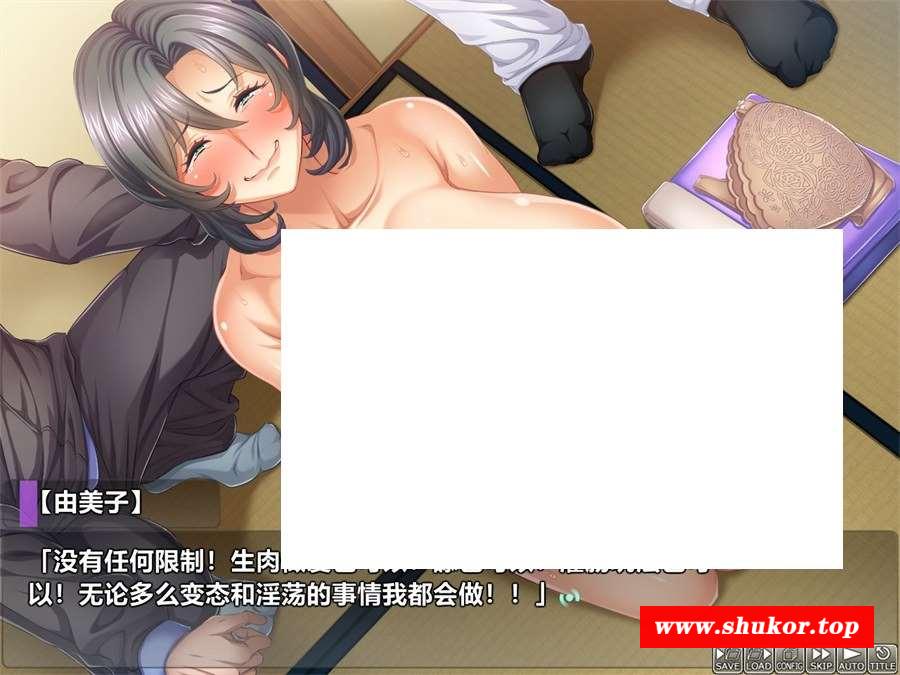 【由美子】
「没有任何限制！生肉
以！无论多么变态和淫荡的事情我都会做！！」
www.shukor.top
SAVE LOAD CONFIG SKIP AUTO TITLE